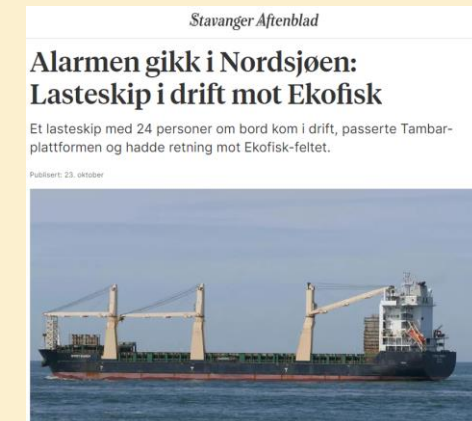 Stavanger Aftenblad
Alarmen gikk i Nordsjøen:
Lasteskip i drift mot Ekofisk
Et lasteskip med 24 personer om bord kom i drift, passerte Tambar-
plattformen og hadde retning mot Ekofisk-feltet.
Publisert: 23. oktober